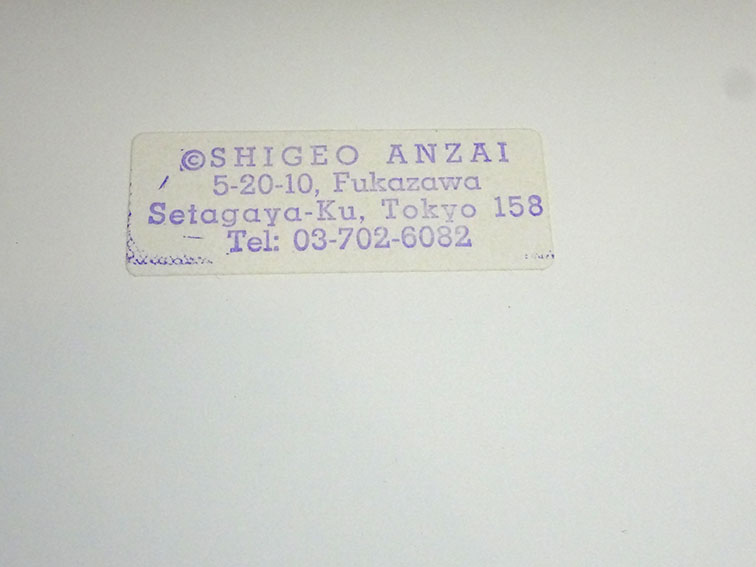 ©SHIGEO ANZAI
5-20-10, Fukazawa
Setagaya-Ku, Tokyo 158
Tel: 03-702-6082